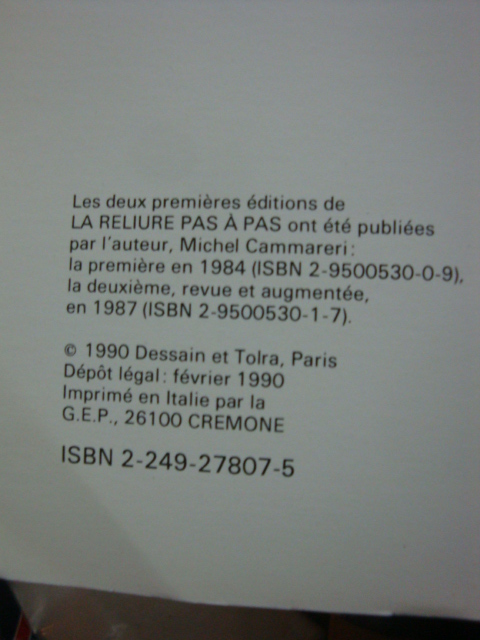 Les deux premières éditions de
LA RELIURE PAS À PAS ont été publiées
par l'auteur, Michel Cammareri :
la première en 1984 (ISBN 2-9500530-0-9),
la deuxième, revue et augmentée,
en 1987 (ISBN 2-9500530-1-7).
© 1990 Dessain et Tolra, Paris
Dépôt légal : février 1990
Imprimé en Italie par la
G.E.P., 26100 CREMONE
ISBN 2-249-27807-5